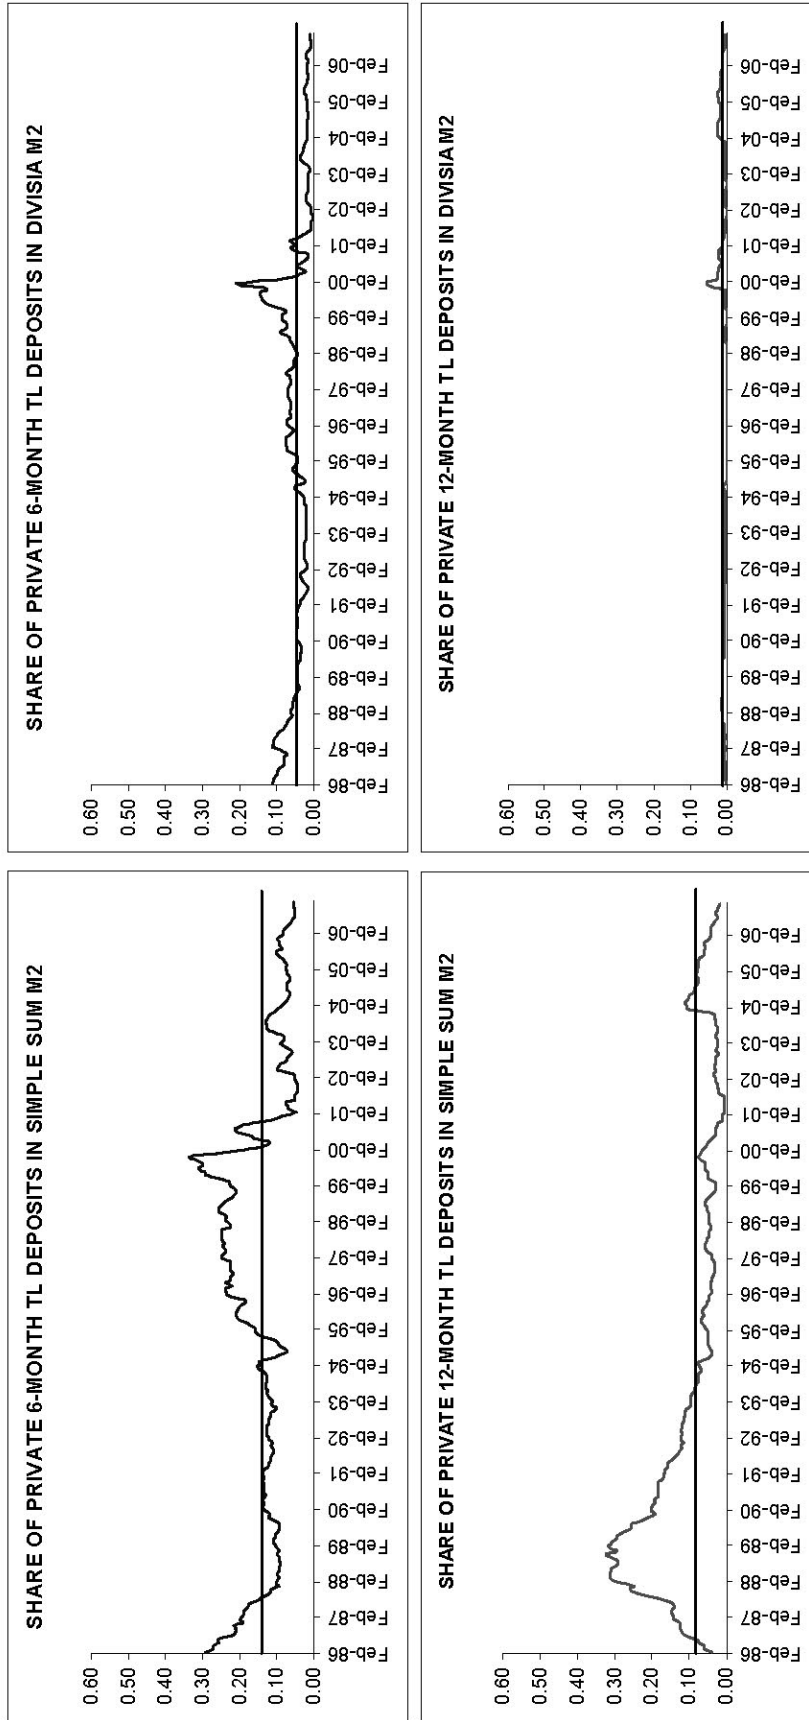 SHARE OF PRIVATE 6-MONTH TL DEPOSITS IN SIMPLE SUM M2
0.60
0.50
0.40
0.30
0.20
0.10
0.00
Feb-86
Feb-87
Feb-88
Feb-89
Feb-90
Feb-91
Feb-92
Feb-93
Feb-94
Feb-95
Feb-96
Feb-97
Feb-98
Feb-99
Feb-00
Feb-01
Feb-02
Feb-03
Feb-04
Feb-05
Feb-06
SHARE OF PRIVATE 6-MONTH TL DEPOSITS IN DIVISIA M2
0.60
0.50
0.40
0.30
0.20
0.10
0.00
Feb-86
Feb-87
Feb-88
Feb-89
Feb-90
Feb-91
Feb-92
Feb-93
Feb-94
Feb-95
Feb-96
Feb-97
Feb-98
Feb-99
Feb-00
Feb-01
Feb-02
Feb-03
Feb-04
Feb-05
Feb-06
SHARE OF PRIVATE 12-MONTH TL DEPOSITS IN SIMPLE SUM M2
0.60
0.50
0.40
0.30
0.20
0.10
0.00
Feb-86
Feb-87
Feb-88
Feb-89
Feb-90
Feb-91
Feb-92
Feb-93
Feb-94
Feb-95
Feb-96
Feb-97
Feb-98
Feb-99
Feb-00
Feb-01
Feb-02
Feb-03
Feb-04
Feb-05
Feb-06
SHARE OF PRIVATE 12-MONTH TL DEPOSITS IN DIVISIA M2
0.60
0.50
0.40
0.30
0.20
0.10
0.00
Feb-86
Feb-87
Feb-88
Feb-89
Feb-90
Feb-91
Feb-92
Feb-93
Feb-94
Feb-95
Feb-96
Feb-97
Feb-98
Feb-99
Feb-00
Feb-01
Feb-02
Feb-03
Feb-04
Feb-05
Feb-06